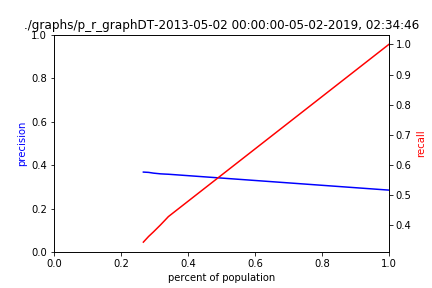 ./graphs/p_r_graphDT-2013-05-02 00:00:00-05-02-2019, 02:34:46
1.0
0.8
0.6
0.4
0.2
0.0
precision
0.0 0.2 0.4 0.6 0.8 1.0
percent of population
1.0
0.9
0.8
0.7
0.6
0.5
0.4
recall